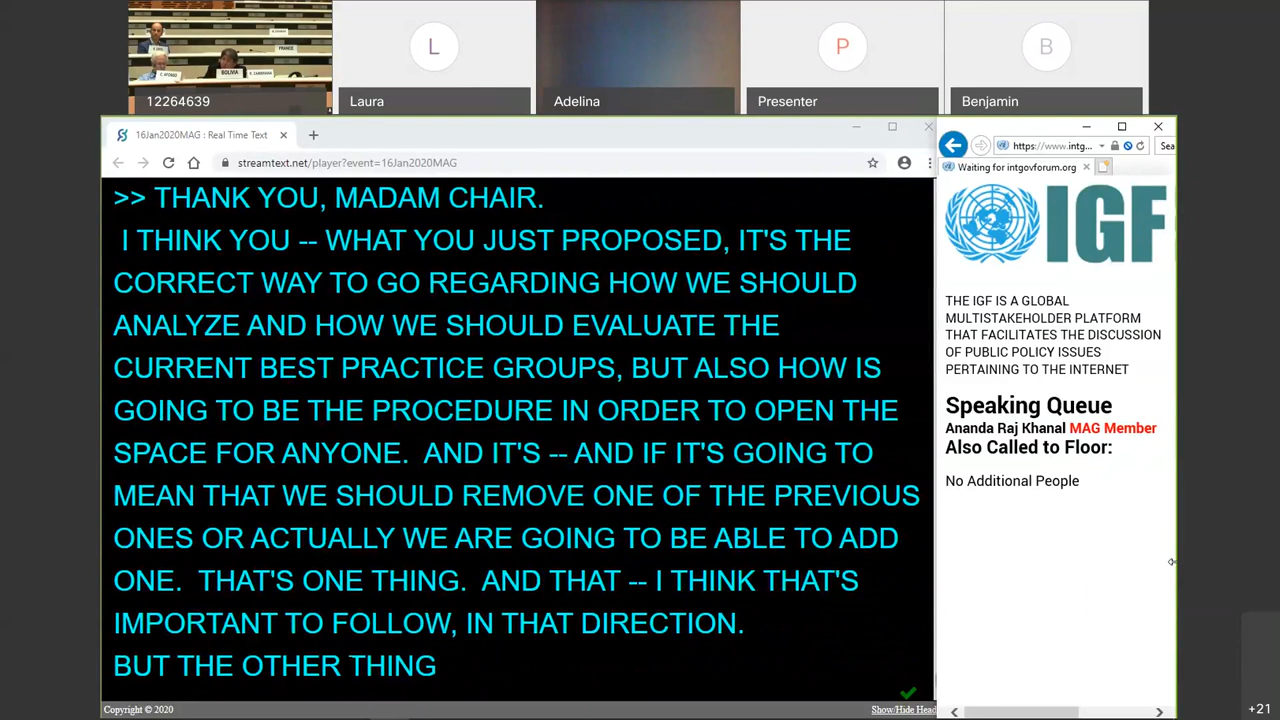 FRANCE
C. AFONSO
BOLIVIA
L
P
B
12264639
Laura
Adelina
Presenter
Benjamin
16Jan2020MAG : Real Time Text
streamtext.net/player?event=16Jan2020MAG
>> THANK YOU, MADAM CHAIR.
I THINK YOU -- WHAT YOU JUST PROPOSED, IT'S THE
CORRECT WAY TO GO REGARDING HOW WE SHOULD
ANALYZE AND HOW WE SHOULD EVALUATE THE
CURRENT BEST PRACTICE GROUPS, BUT ALSO HOW IS
GOING TO BE THE PROCEDURE IN ORDER TO OPEN THE
SPACE FOR ANYONE.  AND IT'S -- AND IF IT'S GOING TO
MEAN THAT WE SHOULD REMOVE ONE OF THE PREVIOUS
ONES OR ACTUALLY WE ARE GOING TO BE ABLE TO ADD
ONE.  THAT'S ONE THING.  AND THAT -- I THINK THAT'S
IMPORTANT TO FOLLOW, IN THAT DIRECTION.
BUT THE OTHER THING
Copyright © 2020
Show/Hide Head
https://www.intg...
Sea
Waiting for intgovforum.org
IGF
THE IGF IS A GLOBAL
MULTISTAKEHOLDER PLATFORM
THAT FACILITATES THE DISCUSSION
OF PUBLIC POLICY ISSUES
PERTAINING TO THE INTERNET
Speaking Queue
Ananda Raj Khanal MAG Member
Also Called to Floor:
No Additional People
+21